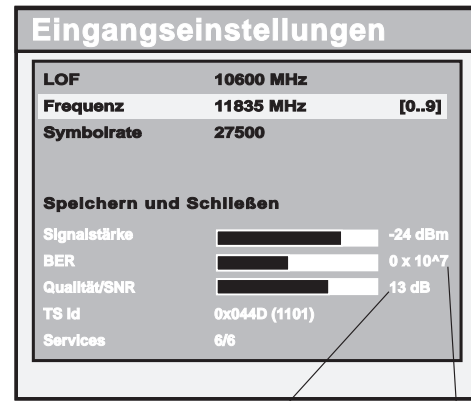 Eingangseinstellungen
LOF 10600 MHz
Frequenz 11835 MHz [0..9]
Symbolrate 27500
Speichern und Schließen
Signalstärke -24 dBm
BER 0 x 10^7
Qualität/SNR 13 dB
TS Id 0x044D (1101)
Services 6/6